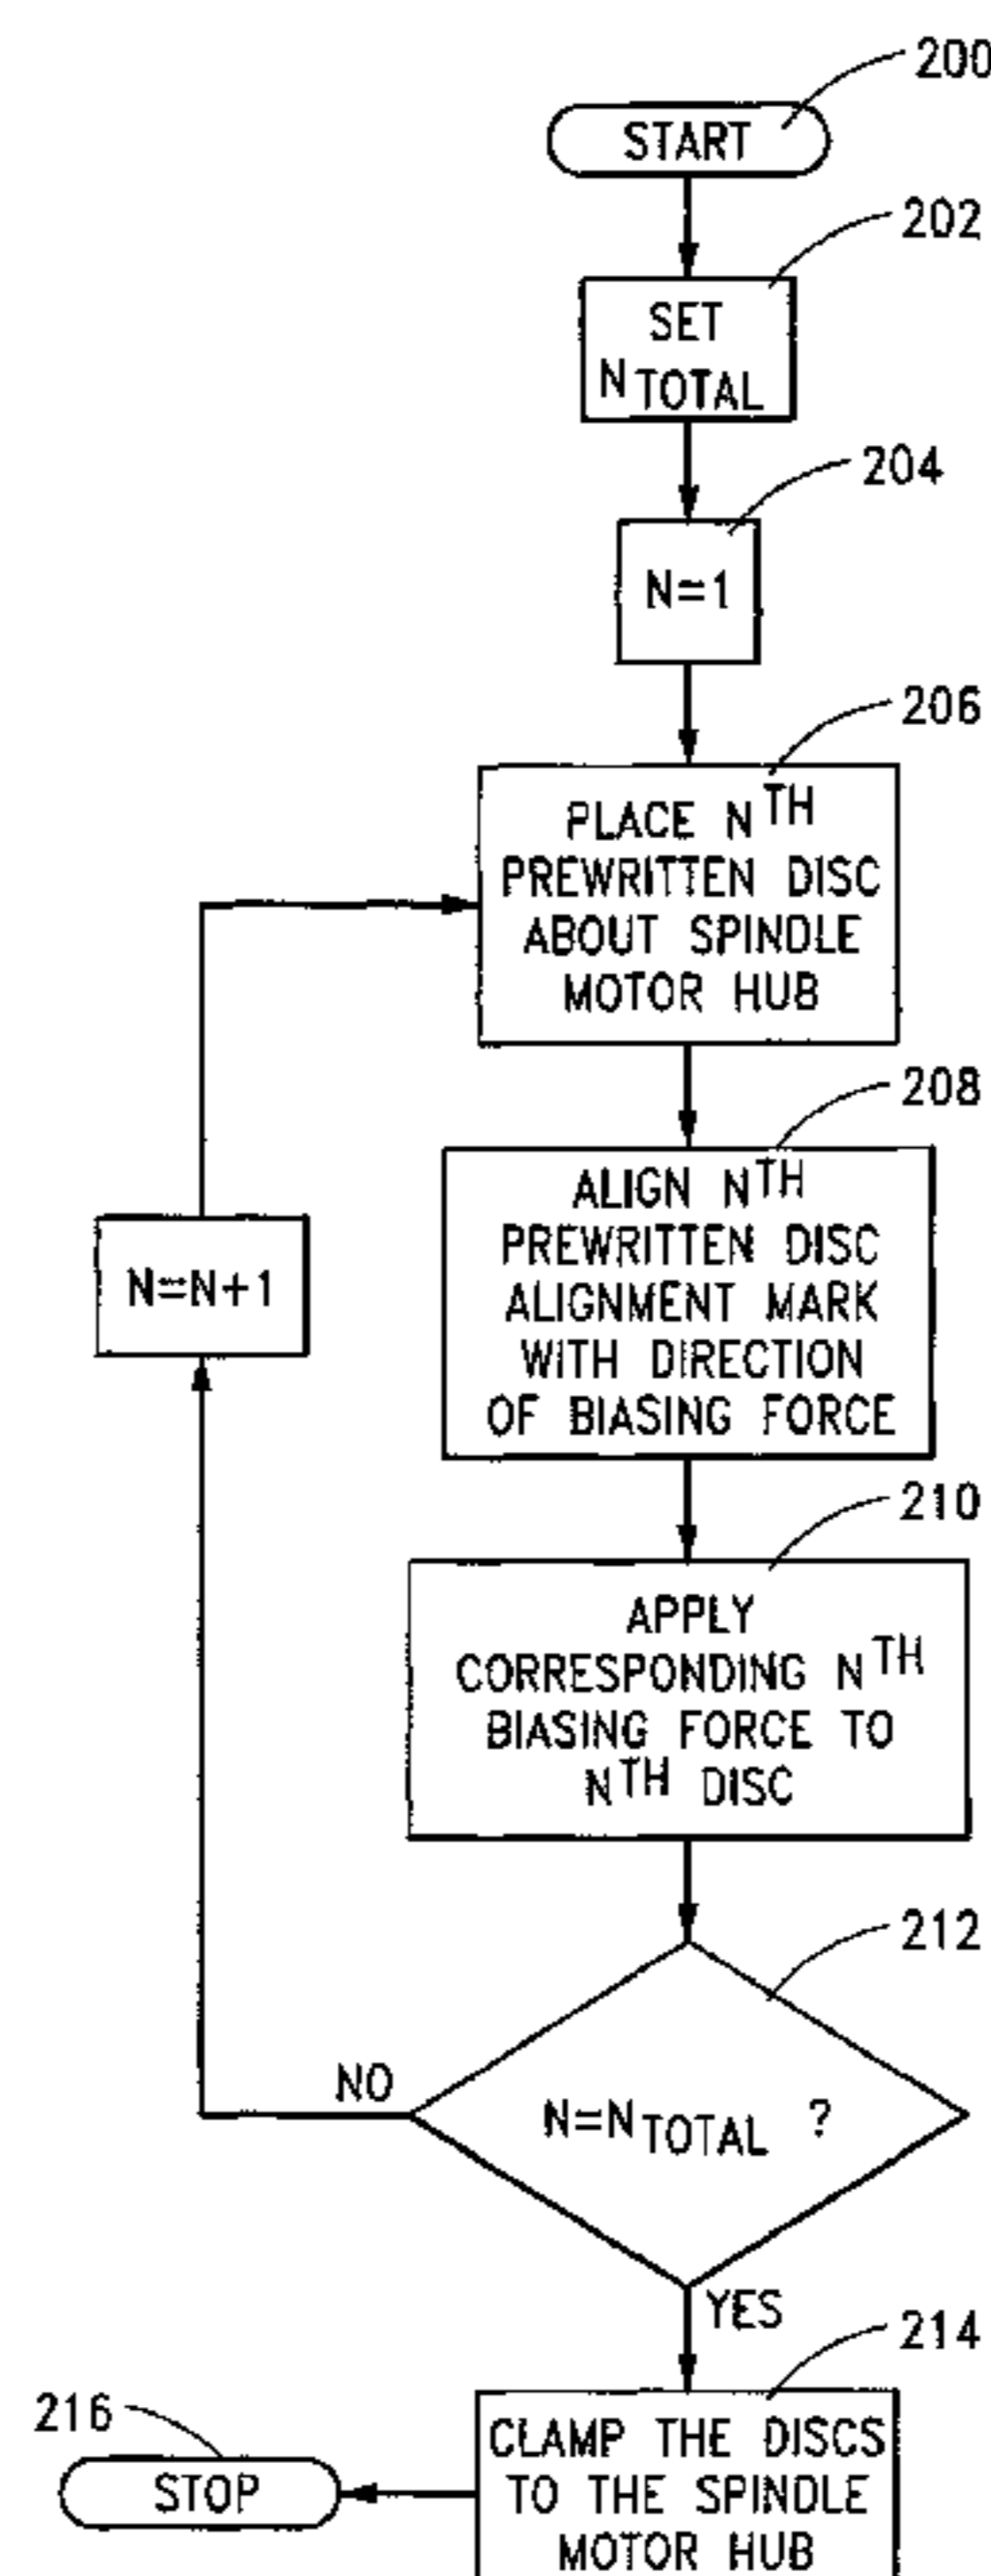 200
START
202
SET
N TOTAL
204
N=1
206
PLACE N TH
PREWRITTEN DISC
ABOUT SPINDLE
MOTOR HUB
208
ALIGN N TH
PREWRITTEN DISC
ALIGNMENT MARK
WITH DIRECTION
OF BIASING FORCE
N=N+1
210
APPLY
CORRESPONDING N TH
BIASING FORCE TO
N TH DISC
212
NO
N=N TOTAL ?
YES
214
216
CLAMP THE DISCS
TO THE SPINDLE
MOTOR HUB
STOP